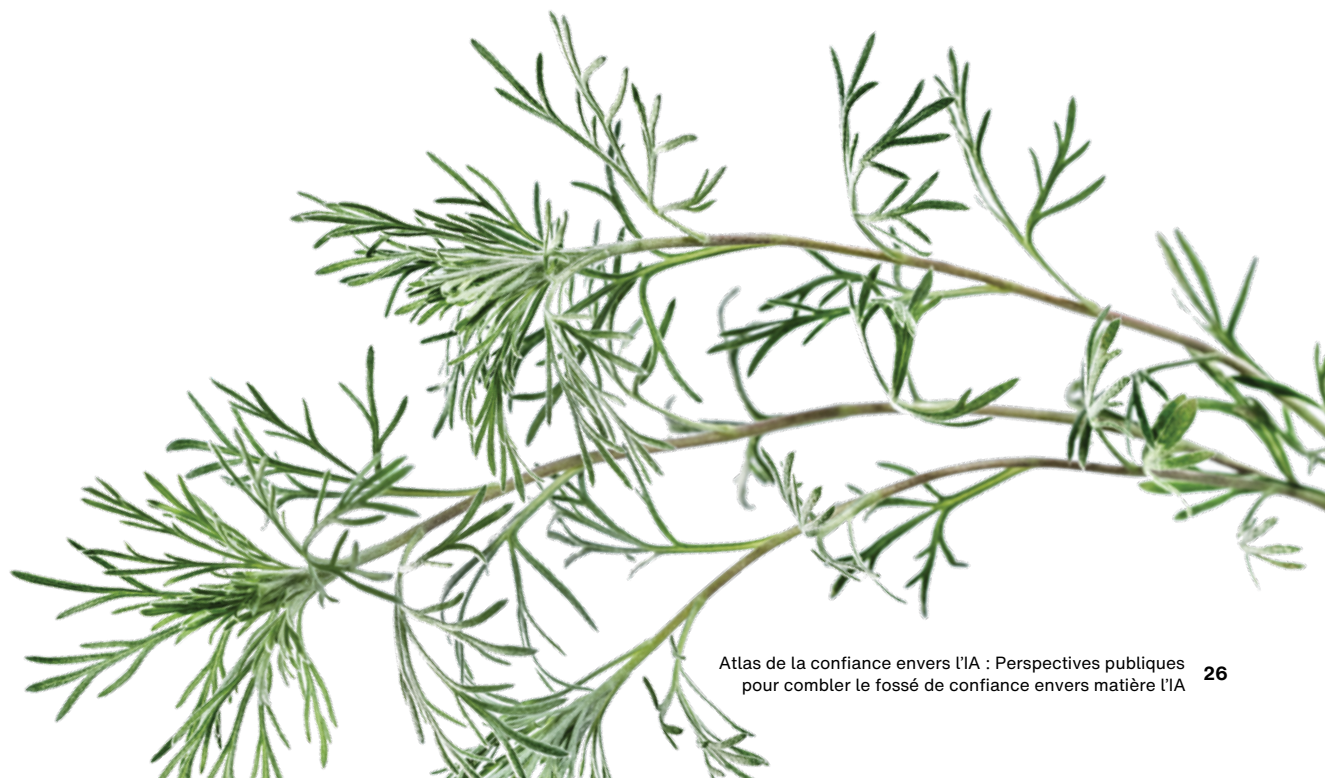 Atlas de la confiance envers l’IA : Perspectives publiques
pour combler le fossé de confiance envers matière l’IA
26